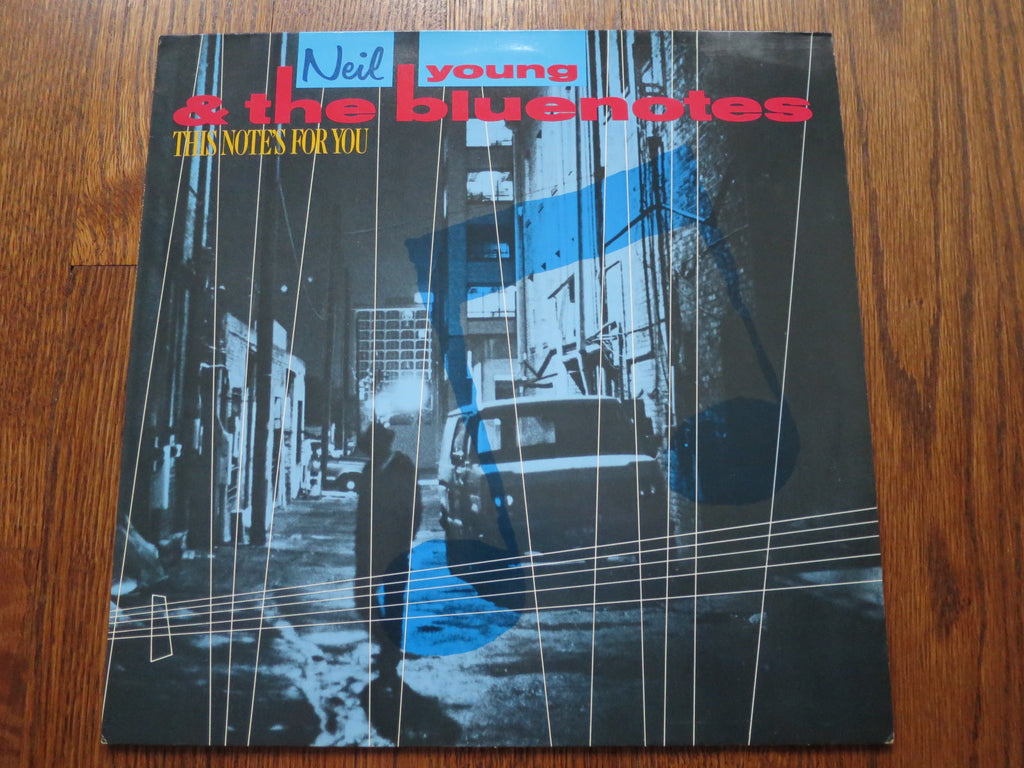 Neil young
& the bluenotes
THIS NOTE'S FOR YOU